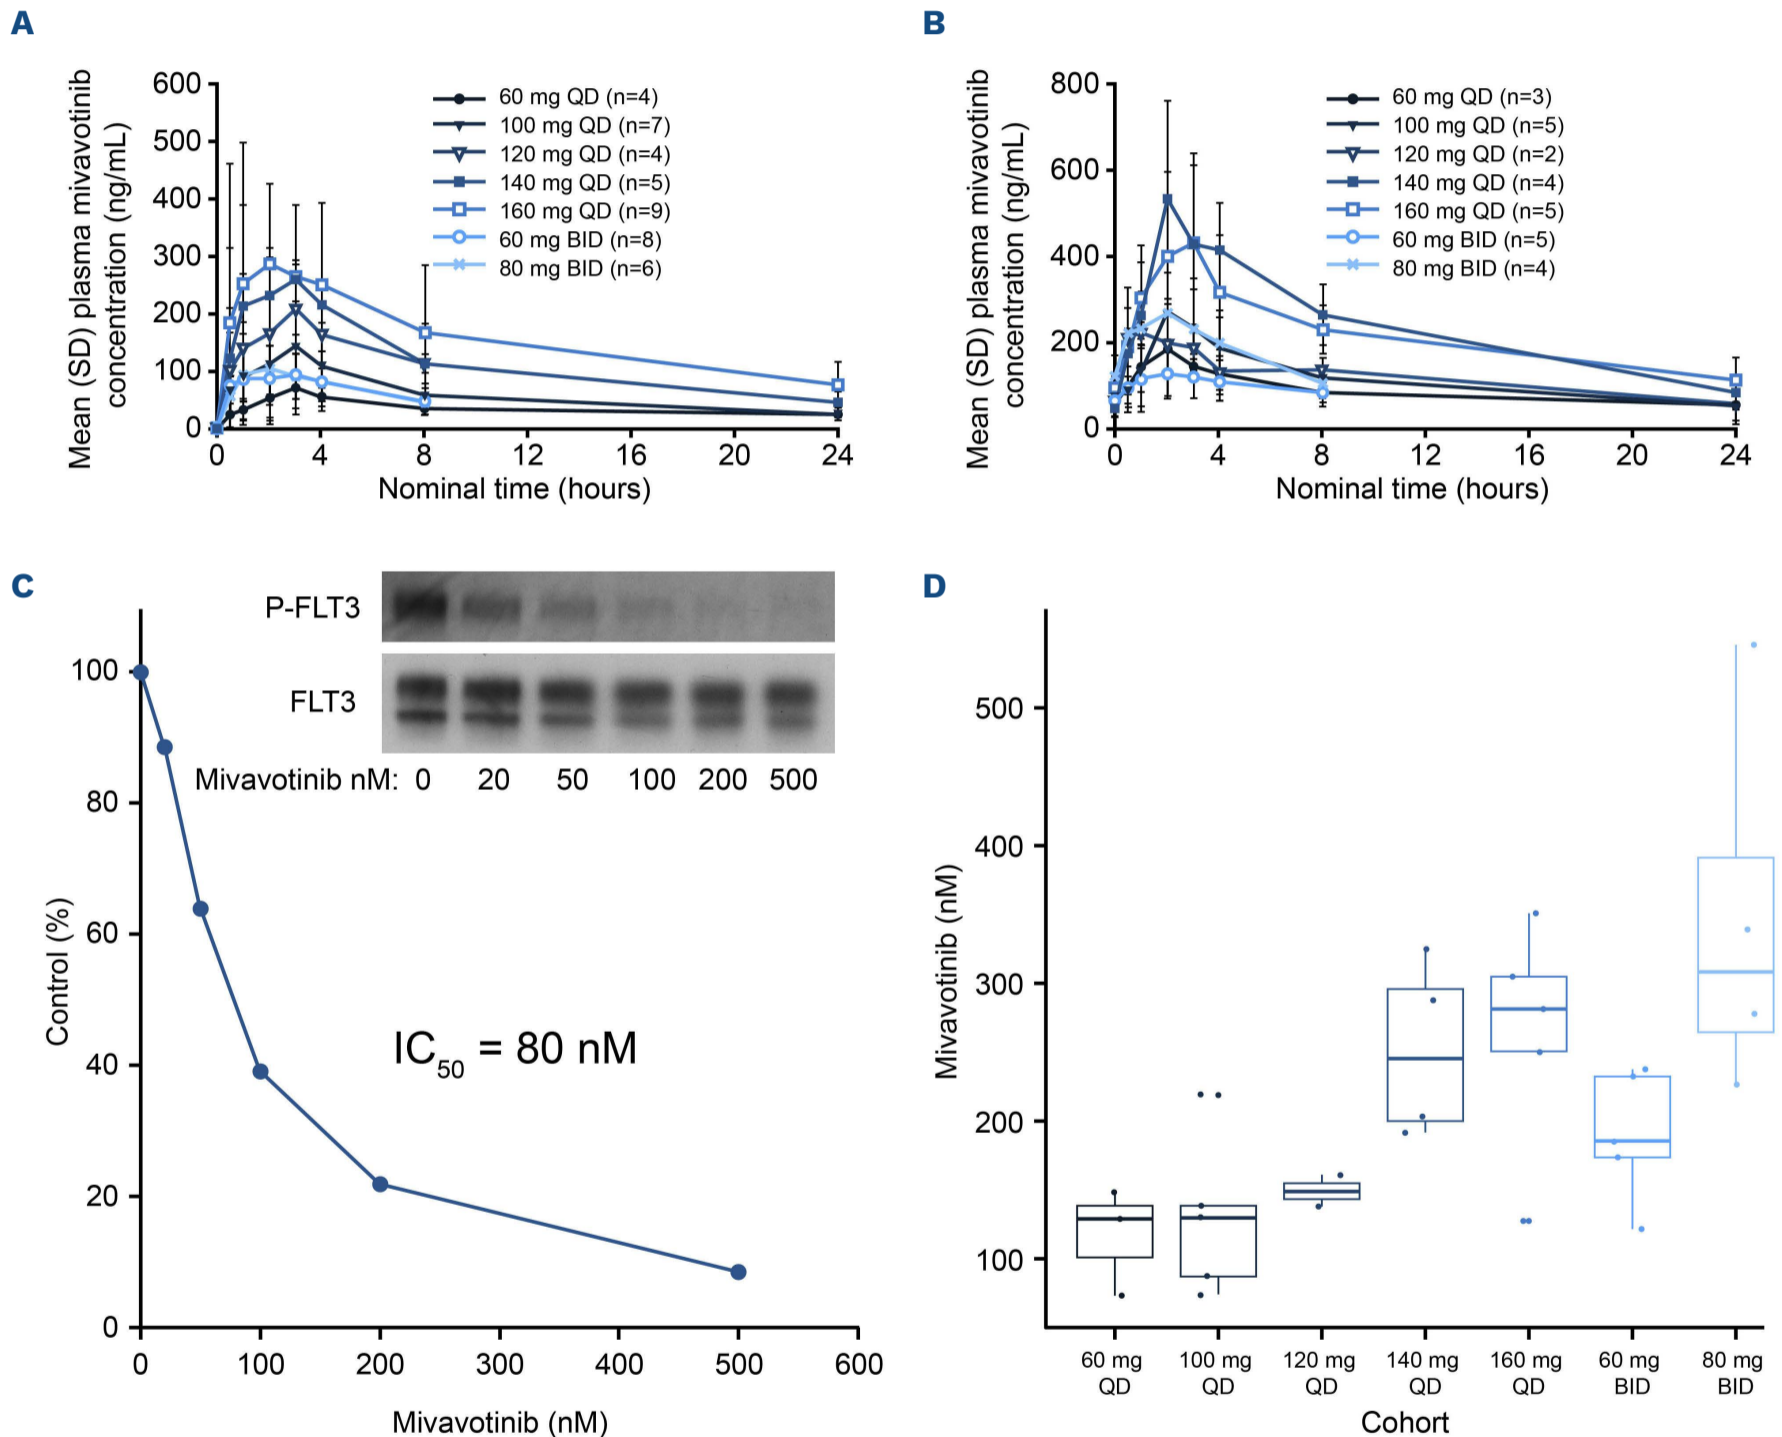 A
Mean (SD) plasma mivavotinib
concentration (ng/mL)
600
500
400
300
200
100
0
60 mg QD (n=4)
100 mg QD (n=7)
120 mg QD (n=4)
140 mg QD (n=5)
160 mg QD (n=9)
60 mg BID (n=8)
80 mg BID (n=6)
0 4 8 12 16 20 24
Nominal time (hours)
B
Mean (SD) plasma mivavotinib
concentration (ng/mL)
800
600
400
200
0
60 mg QD (n=3)
100 mg QD (n=5)
120 mg QD (n=2)
140 mg QD (n=4)
160 mg QD (n=5)
60 mg BID (n=5)
80 mg BID (n=4)
0 4 8 12 16 20 24
Nominal time (hours)
C
P-FLT3
FLT3
Mivavotinib nM: 0 20 50 100 200 500
Control (%)
100
80
60
40
20
0
IC50 = 80 nM
0 100 200 300 400 500 600
Mivavotinib (nM)
D
Mivavotinib (nM)
500
400
300
200
100
60 mg QD
100 mg QD
120 mg QD
140 mg QD
160 mg QD
60 mg BID
80 mg BID
Cohort